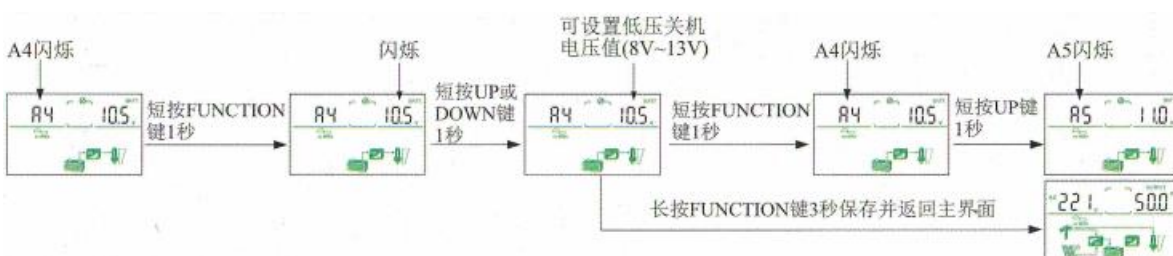 可设置低压关机
电压值(8V~13V)
A4闪烁
闪烁
A4闪烁
A5闪烁
A4 10.5
短按FUNCTION
键1秒
A4 10.5
短按UP或
DOWN键
1秒
A4 10.5
短按FUNCTION
键1秒
A4 10.5
短按UP键
1秒
A5 11.0
长按FUNCTION键3秒保存并返回主界面
221 50.0